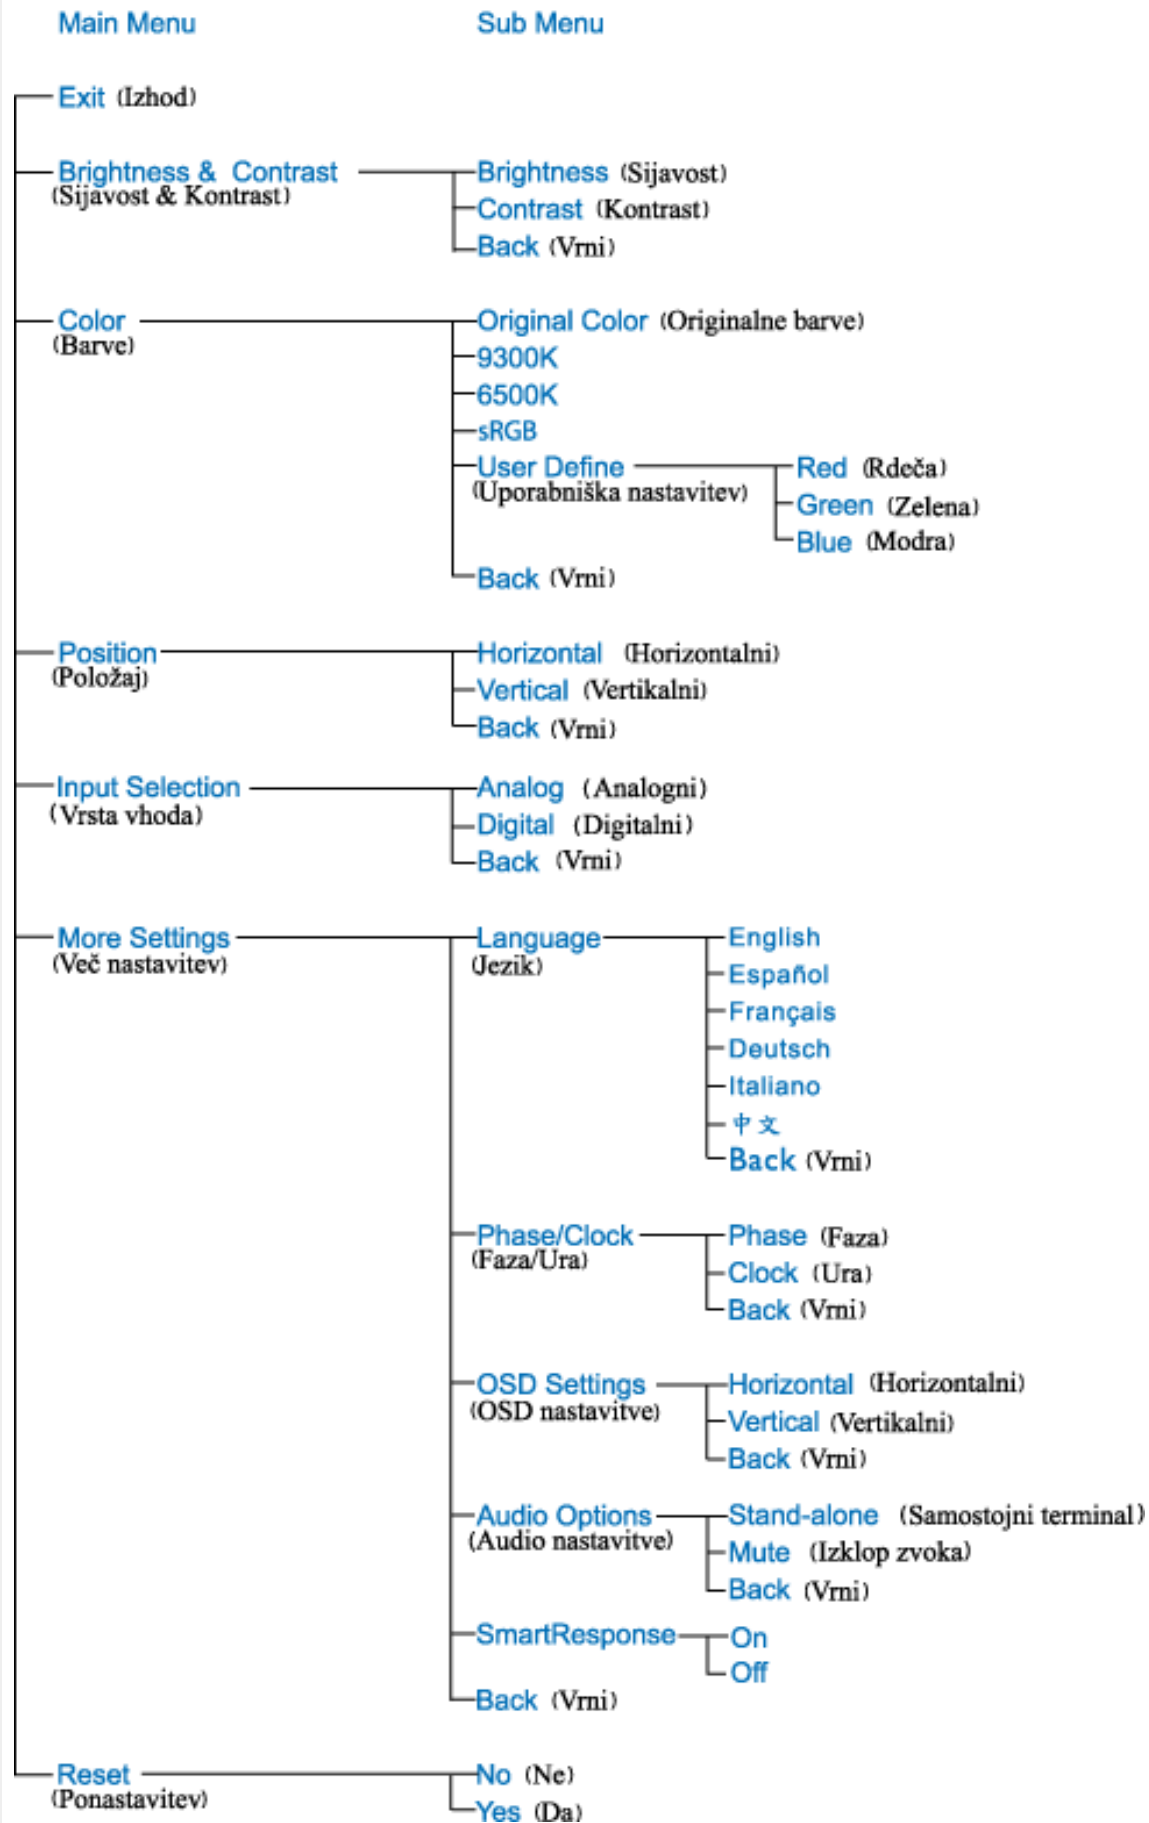 Main Menu Sub Menu
Exit (Izhod)
Brightness & Contrast Brightness (Sijavost)
(Sijavost & Kontrast)
Contrast (Kontrast)
Back (Vrni)
Color Original Color (Originalne barve)
(Barve)
9300K
6500K
sRGB
User Define Red (Rdeča)
(Uporabniška nastavitev)
Green (Zelena)
Blue (Modra)
Back (Vrni)
Position Horizontal (Horizontalni)
(Položaj)
Vertical (Vertikalni)
Back (Vrni)
Input Selection Analog (Analogni)
(Vrsta vhoda)
Digital (Digitalni)
Back (Vrni)
More Settings Language English
(Več nastavitev) (Jezik)
Español
Français
Deutsch
Italiano
中文
Back (Vrni)
Phase/Clock Phase (Faza)
(Faza/Ura)
Clock (Ura)
Back (Vrni)
OSD Settings Horizontal (Horizontalni)
(OSD nastavitve)
Vertical (Vertikalni)
Back (Vrni)
Audio Options Stand-alone (Samostojni terminal)
(Audio nastavitve)
Mute (Izklop zvoka)
Back (Vrni)
SmartResponse On
Off
Back (Vrni)
Reset No (Ne)
(Ponastavitev)
Yes (Da)